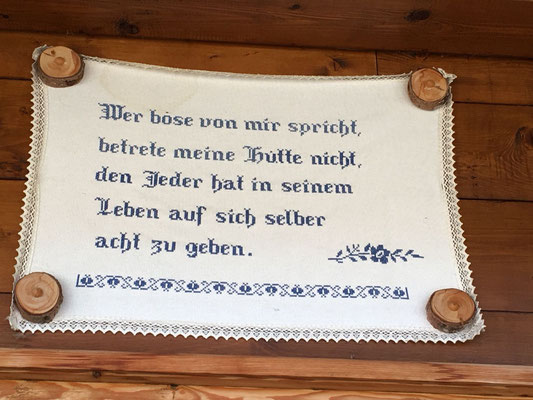 Wer böse von mir spricht,
betrete meine Hütte nicht,
den Jeder hat in seinem
Leben auf sich selber
acht zu geben.